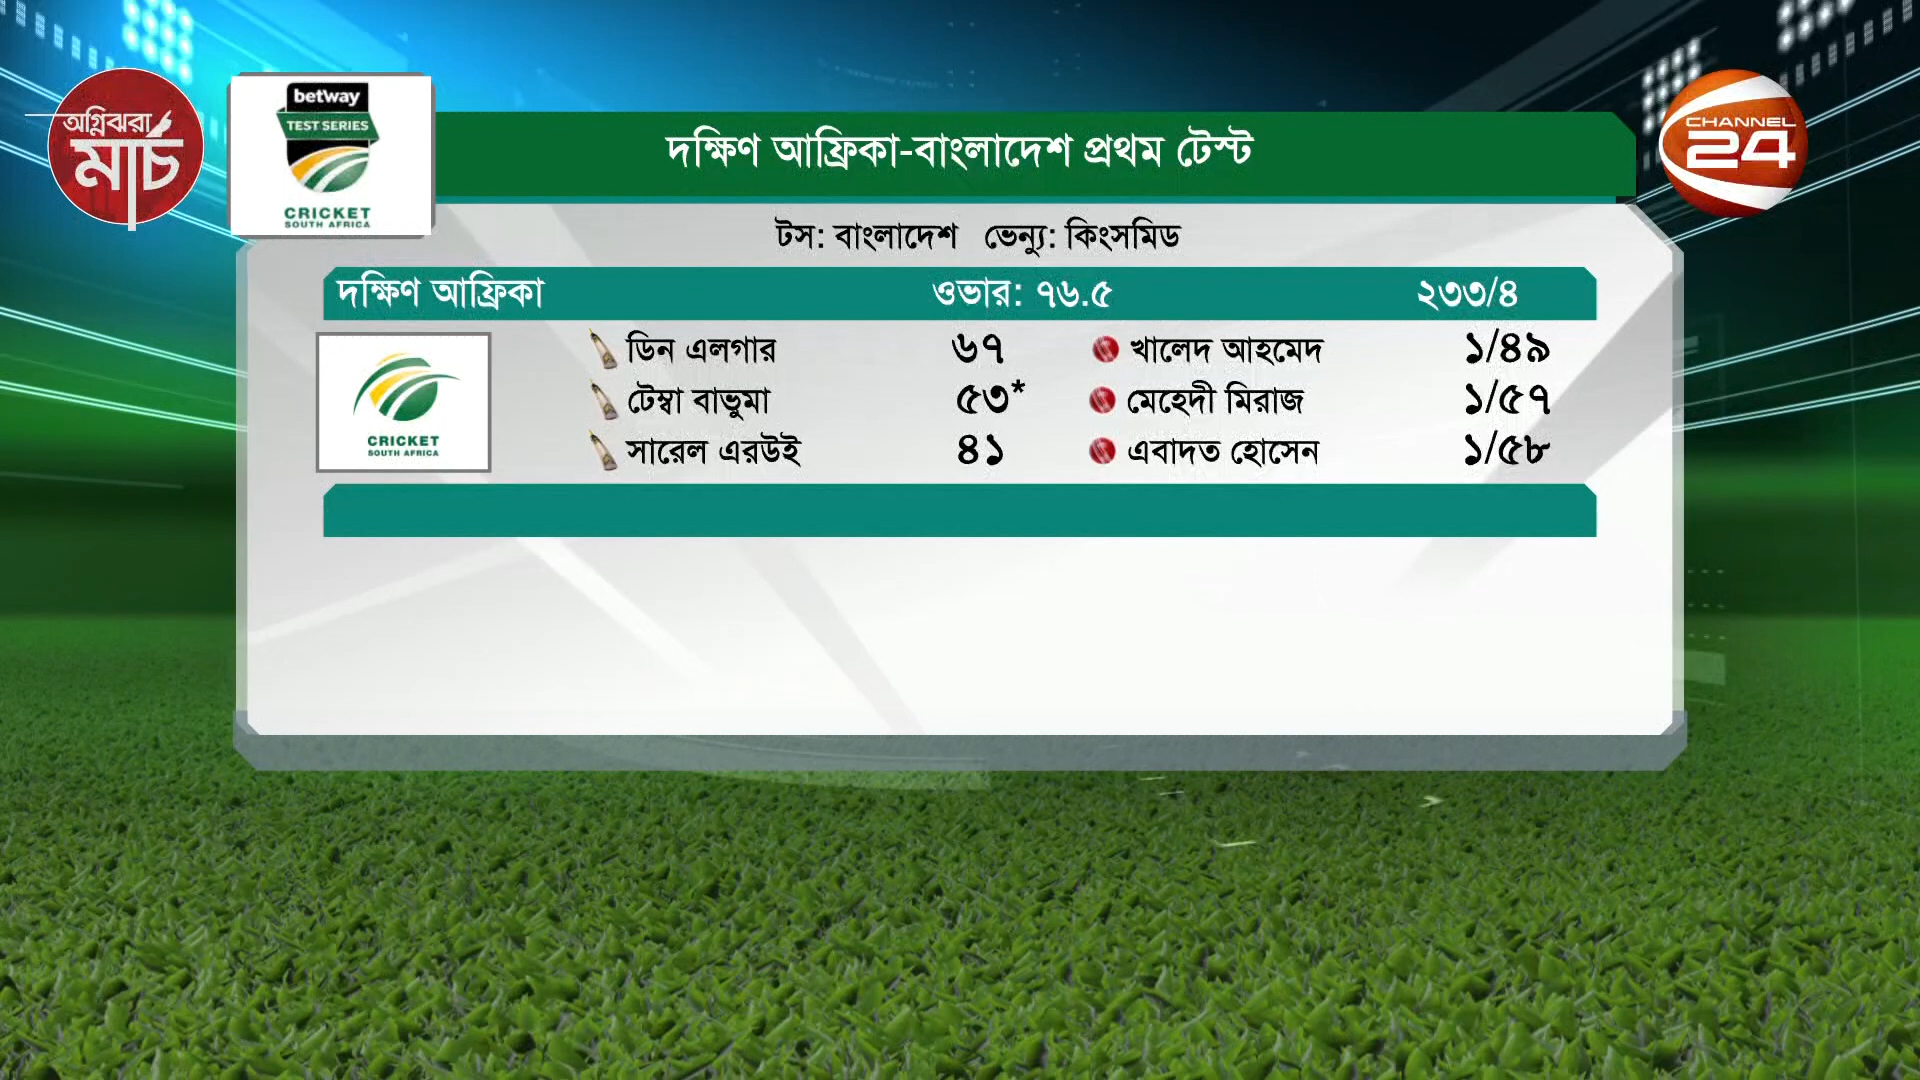 অগ্নিঝরা
মার্চ
betway
TEST SERIES
CRICKET
SOUTH AFRICA
দক্ষিণ আফ্রিকা-বাংলাদেশ প্রথম টেস্ট
CHANNEL
24
টস: বাংলাদেশ ভেন্যু: কিংসমিড
দক্ষিণ আফ্রিকা ওভার: ৭৬.৫ ২৩৩/৪
CRICKET
SOUTH AFRICA
ডিন এলগার ৬৭ খালেদ আহমেদ ১/৪৯
টেম্বা বাভুমা ৫৩* মেহেদী মিরাজ ১/৫৭
সারেল এরউই ৪১ এবাদত হোসেন ১/৫৮